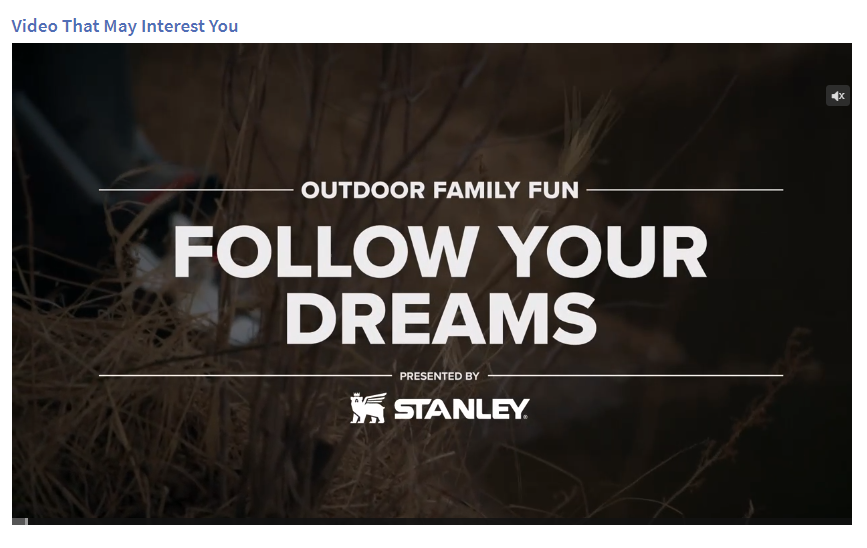 Video That May Interest You
OUTDOOR FAMILY FUN
FOLLOW YOUR
DREAMS
PRESENTED BY
STANLEY